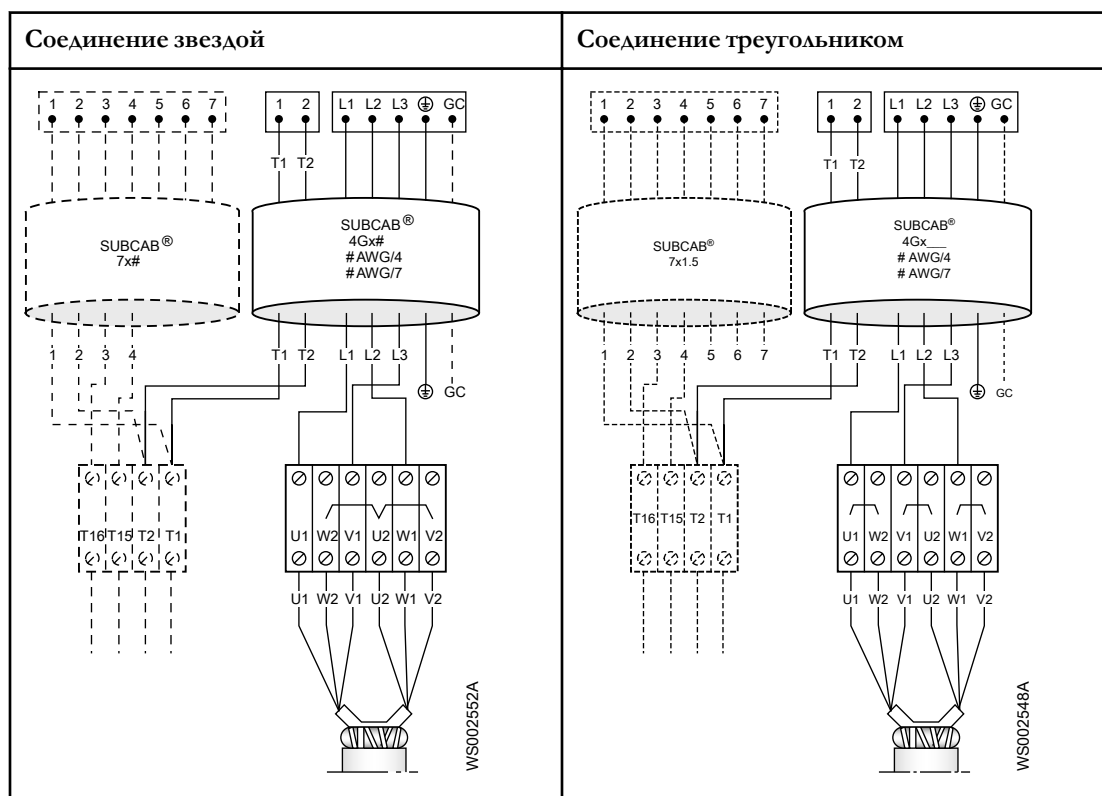 Соединение звездой
Соединение треугольником
1 2 3 4 5 6 7
1 2
L1 L2 L3 GC
T1 T2
SUBCAB®
7x#
SUBCAB®
4Gx#
#AWG/4
#AWG/7
1 2 3 4
T1 T2 L1 L2 L3
GC
T16 T15 T2 T1
U1 W2 V1 U2 W1 V2
U1 W2 V1 U2 W1 V2
WS002552A
1 2 3 4 5 6 7
1 2
L1 L2 L3 GC
T1 T2
SUBCAB®
7x1.5
SUBCAB®
4Gx___
# AWG/4
# AWG/7
1 2 3 4 5 6 7
T1 T2 L1 L2 L3
GC
T16 T15 T2 T1
U1 W2 V1 U2 W1 V2
U1 W2 V1 U2 W1 V2
WS002548A